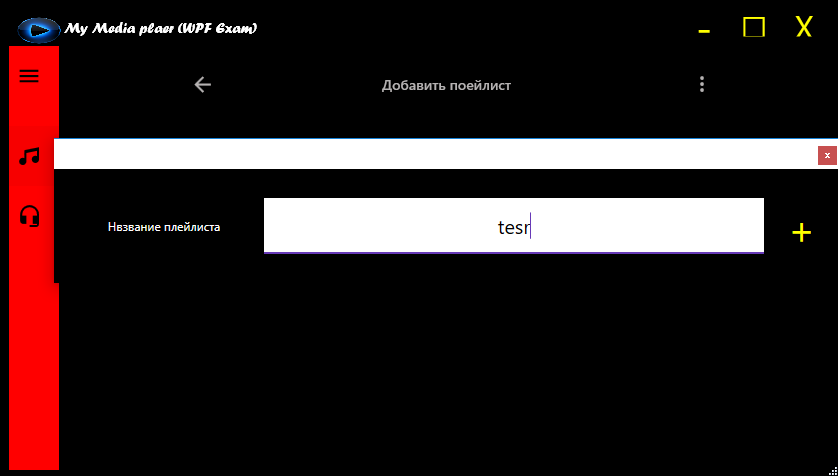 My Media plaer (WPF Exam)
- □ X
Добавить поейлист
x
Нвзвание плейлиста
tesr
+